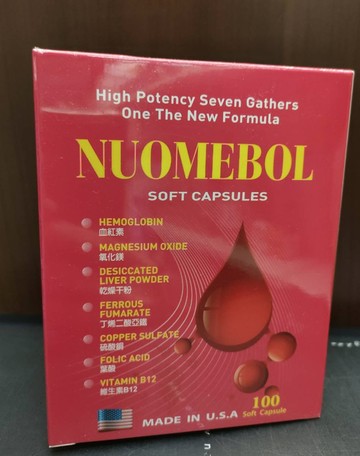 High Potency Seven Gathers
One The New Formula
NUOMEBOL
SOFT CAPSULES
HEMOGLOBIN
血紅素
MAGNESIUM OXIDE
氧化鎂
DESICCATED
LIVER POWDER
乾燥干粉
FERROUS
FUMARATE
丁烯二酸亞鐵
COPPER SULFATE
硫酸銅
FOLIC ACID
葉酸
VITAMIN B12
維生素B12
100
Soft Capsule
MADE IN U.S.A